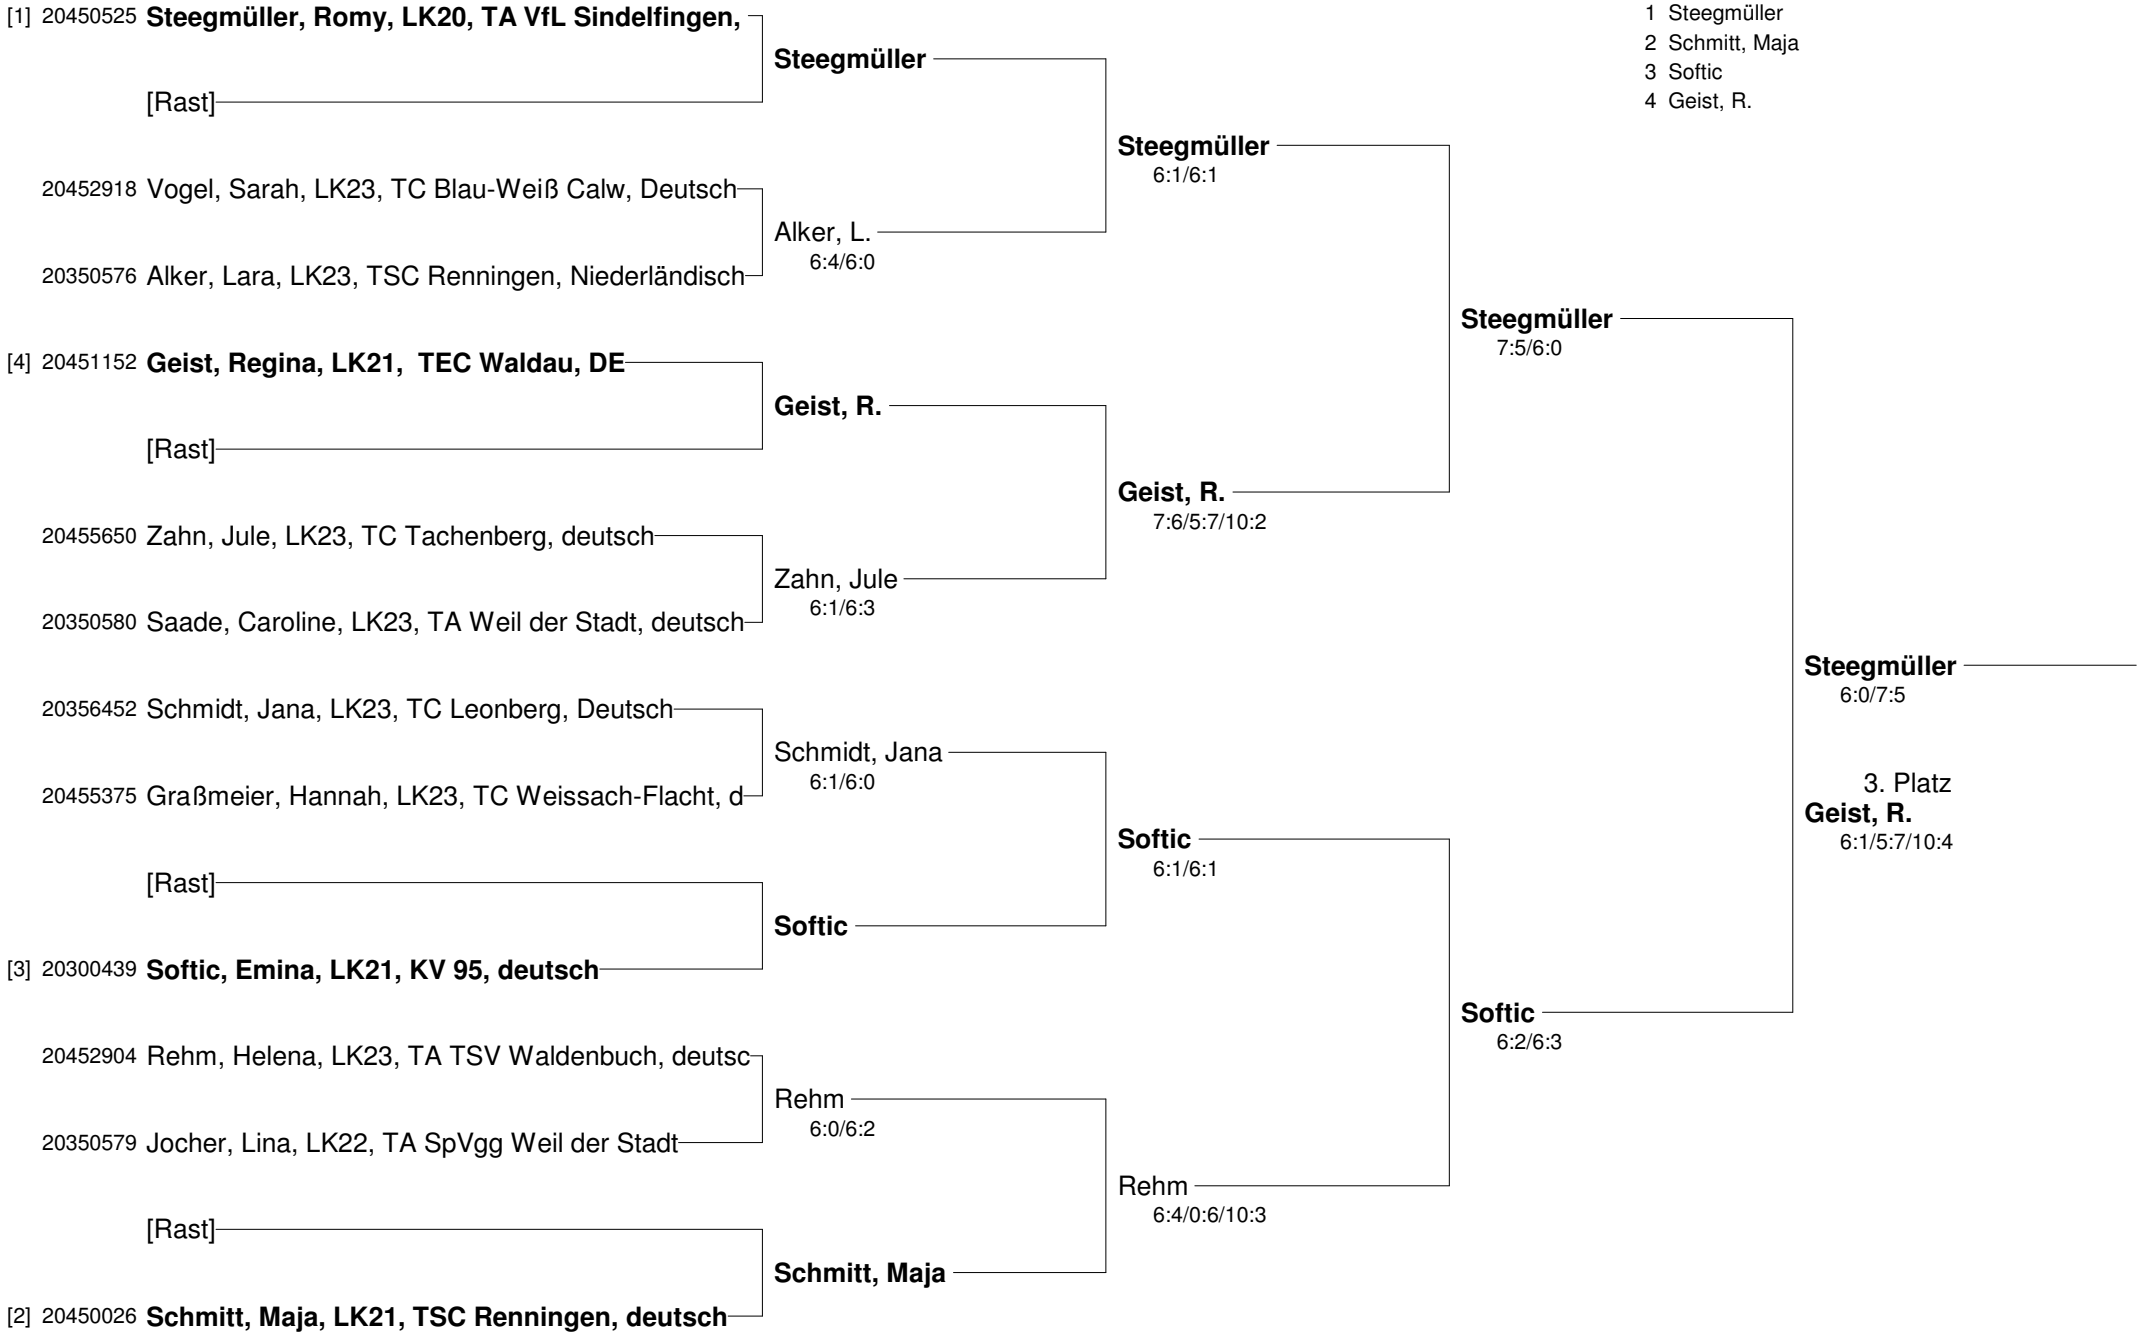 [1] 20450525 Steegmüller, Romy, LK20, TA VfL Sindelfingen,
[Rast]
20452918 Vogel, Sarah, LK23, TC Blau-Weiß Calw, Deutsch
20350576 Alker, Lara, LK23, TSC Renningen, Niederländisch
[4] 20451152 Geist, Regina, LK21, TEC Waldau, DE
[Rast]
20455650 Zahn, Jule, LK23, TC Tachenberg, deutsch
20350580 Saade, Caroline, LK23, TA Weil der Stadt, deutsch
20356452 Schmidt, Jana, LK23, TC Leonberg, Deutsch
20455375 Graßmeier, Hannah, LK23, TC Weissach-Flacht, d
[Rast]
[3] 20300439 Softic, Emina, LK21, KV 95, deutsch
20452904 Rehm, Helena, LK23, TA TSV Waldenbuch, deutsc
20350579 Jocher, Lina, LK22, TA SpVgg Weil der Stadt
[Rast]
[2] 20450026 Schmitt, Maja, LK21, TSC Renningen, deutsch
Steegmüller
Alker, L.
6:4/6:0
Geist, R.
Zahn, Jule
6:1/6:3
Schmidt, Jana
6:1/6:0
Softic
Rehm
6:0/6:2
Schmitt, Maja
Steegmüller
6:1/6:1
Geist, R.
7:6/5:7/10:2
Softic
6:1/6:1
Rehm
6:4/0:6/10:3
Steegmüller
7:5/6:0
Softic
6:2/6:3
Steegmüller
6:0/7:5
3. Platz
Geist, R.
6:1/5:7/10:4
1 Steegmüller
2 Schmitt, Maja
3 Softic
4 Geist, R.